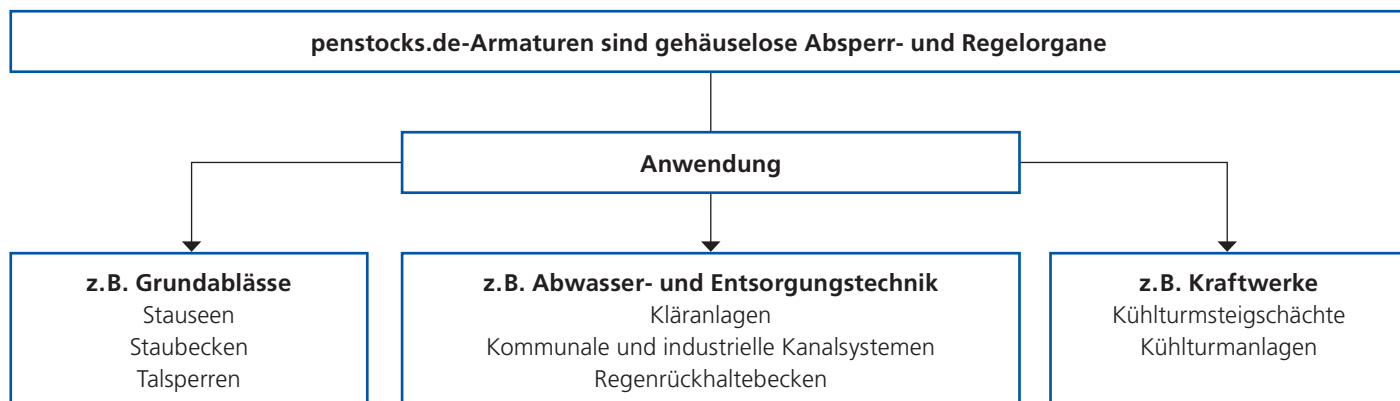 penstocks.de-Armaturen sind gehäuselose Absperr- und Regelorgane
Anwendung
z.B. Grundablässe
Stauseen
Staubecken
Talsperren
z.B. Abwasser- und Entsorgungstechnik
Kläranlagen
Kommunale und industrielle Kanalsystemen
Regenrückhaltebecken
z.B. Kraftwerke
Kühlturmsteigschächte
Kühlturmanlagen